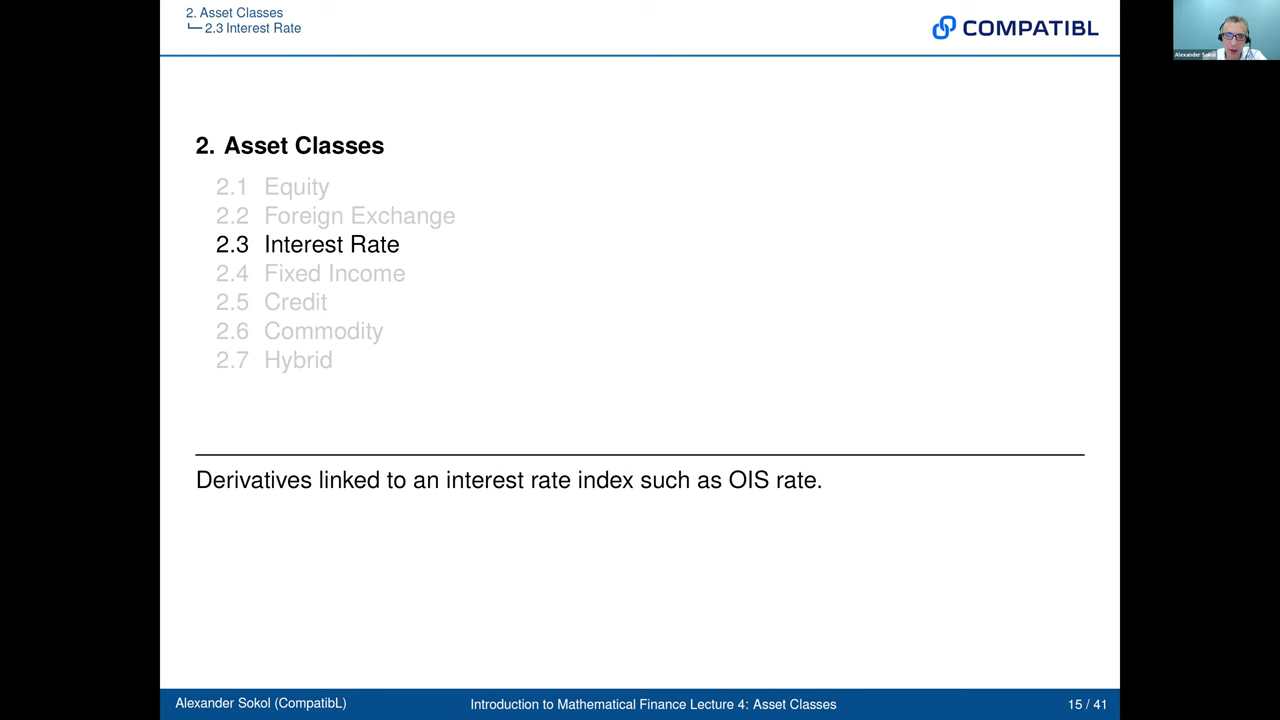 2. Asset Classes
2.3 Interest Rate
COMPATIBL
Alexander Sokol
2. Asset Classes
2.1 Equity
2.2 Foreign Exchange
2.3 Interest Rate
2.4 Fixed Income
2.5 Credit
2.6 Commodity
2.7 Hybrid
Derivatives linked to an interest rate index such as OIS rate.
Alexander Sokol (CompatibL)
Introduction to Mathematical Finance Lecture 4: Asset Classes
15 / 41